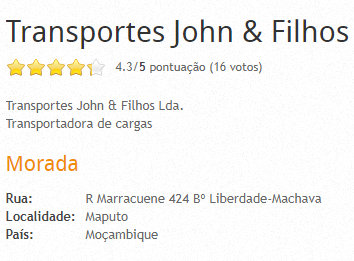 Transportes John & Filhos
4.3/5 pontuação (16 votos)
Transportes John & Filhos Lda.
Transportadora de cargas
Morada
Rua: R Marracuene 424 Bº Liberdade-Machava
Localidade: Maputo
País: Moçambique